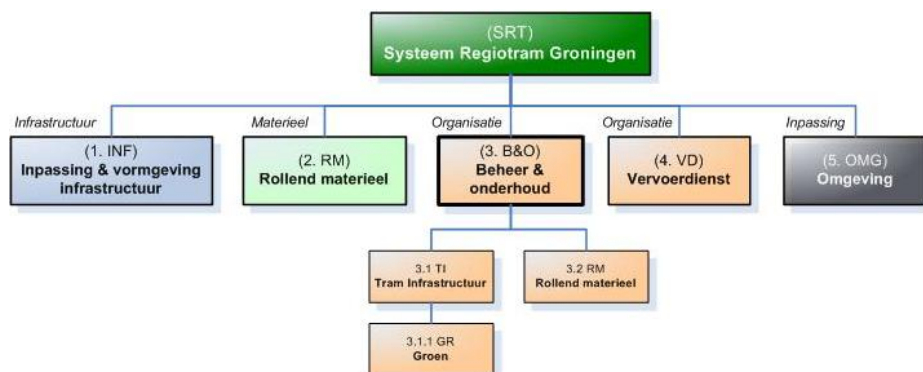 (SRT)
Systeem Regiotram Groningen
Infrastructuur
Materieel
Organisatie
Organisatie
Inpassing
(1. INF)
Inpassing & vormgeving
infrastructuur
(2. RM)
Rollend materieel
(3. B&O)
Beheer &
onderhoud
(4. VD)
Vervoerdienst
(5. OMG)
Omgeving
3.1 TI
Tram Infrastructuur
3.2 RM
Rollend materieel
3.1.1 GR
Groen